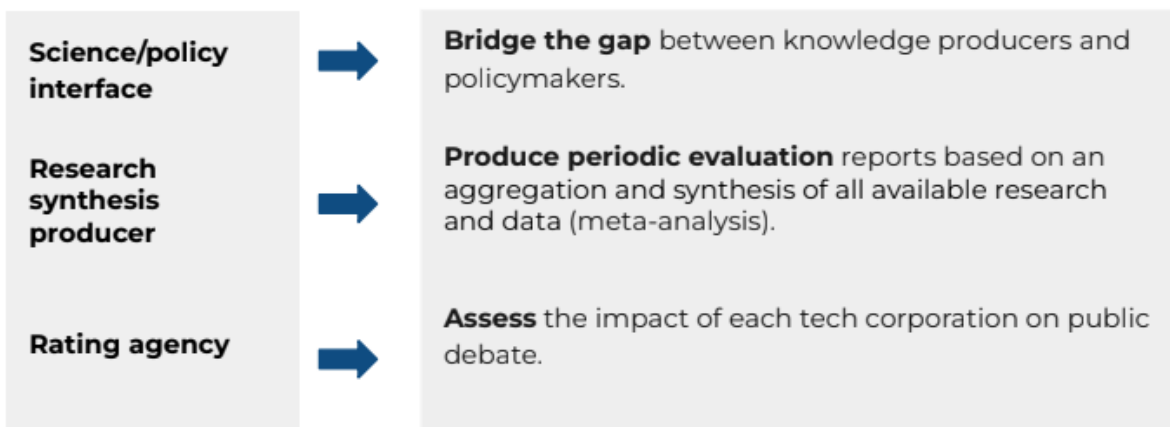 Science/policy
interface
Bridge the gap between knowledge producers and
policymakers.
Research
synthesis
producer
Produce periodic evaluation reports based on an
aggregation and synthesis of all available research
and data (meta-analysis).
Rating agency
Assess the impact of each tech corporation on public
debate.